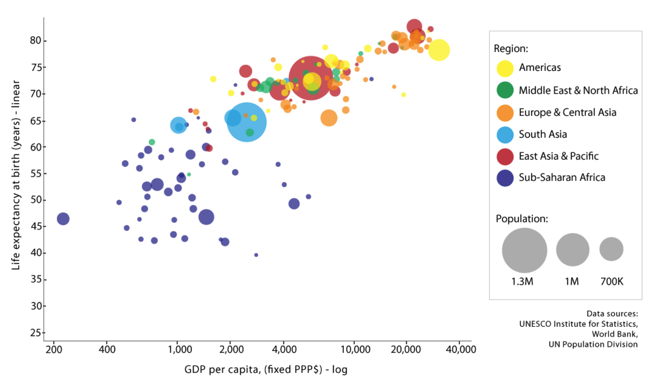 Life expectancy at birth (year) - linear
80
75
70
65
60
55
50
45
40
35
30
25
200
400
1,000
2,000
4,000
10,000
20,000
40,000
GDP per capita, (fixed PPP$) - log
Region:
Americas
Middle East & North Africa
Europe & Central Asia
South Asia
East Asia & Pacific
Sub-Saharan Africa
Population:
1.3M
1M
700K
Data sources:
UNESCO Institute for Statistics,
World Bank,
UN Population Division